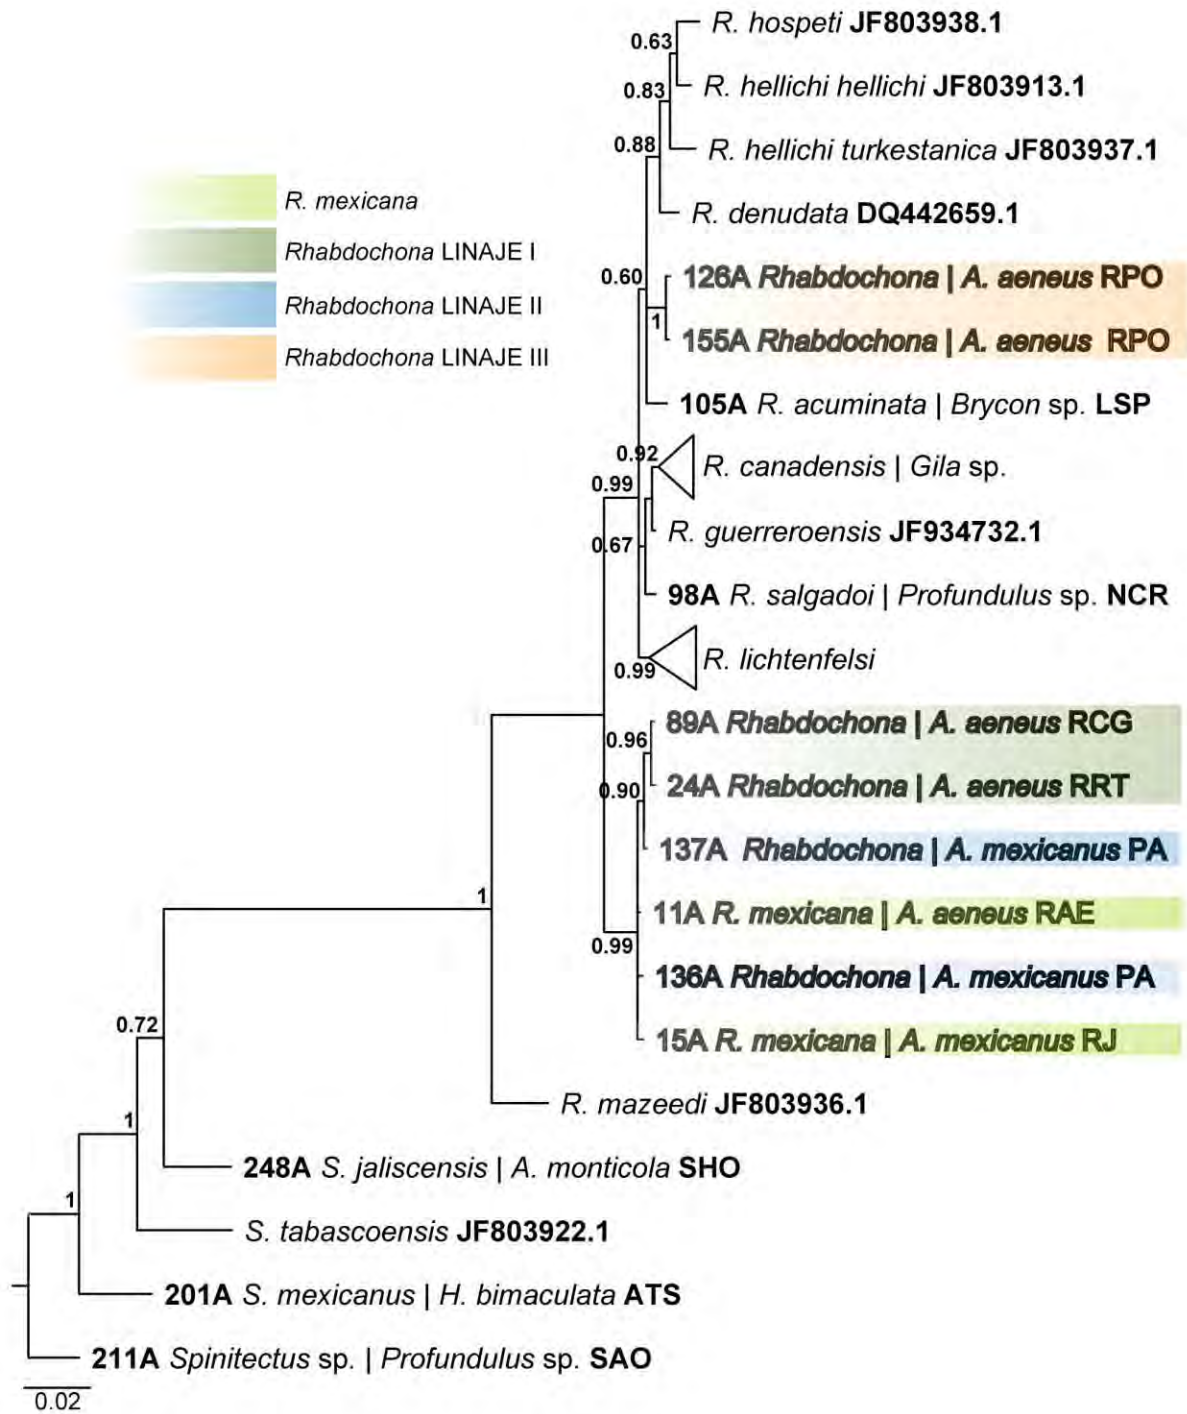 0.63
R. hospeti JF803938.1
0.83
R. hellichi hellichi JF803913.1
0.88
R. hellichi turkestanica JF803937.1
R. mexicana
R. denudata DQ442659.1
Rhabdochona LINAJE I
0.60
126A Rhabdochona | A. aeneus RPO
Rhabdochona LINAJE II
1
155A Rhabdochona | A. aeneus RPO
Rhabdochona LINAJE III
105A R. acuminata | Brycon sp. LSP
0.92
R. canadensis | Gila sp.
0.99
R. guerreroensis JF934732.1
0.67
98A R. salgadoi | Profundulus sp. NCR
0.99
R. lichtenfelsi
89A Rhabdochona | A. aeneus RCG
0.96
24A Rhabdochona | A. aeneus RRT
0.90
137A Rhabdochona | A. mexicanus PA
1
11A R. mexicana | A. aeneus RAE
0.99
136A Rhabdochona | A. mexicanus PA
0.72
15A R. mexicana | A. mexicanus RJ
R. mazeedi JF803936.1
1
248A S. jaliscensis | A. monticola SHO
1
S. tabascoensis JF803922.1
201A S. mexicanus | H. bimaculata ATS
211A Spinitectus sp. | Profundulus sp. SAO
0.02